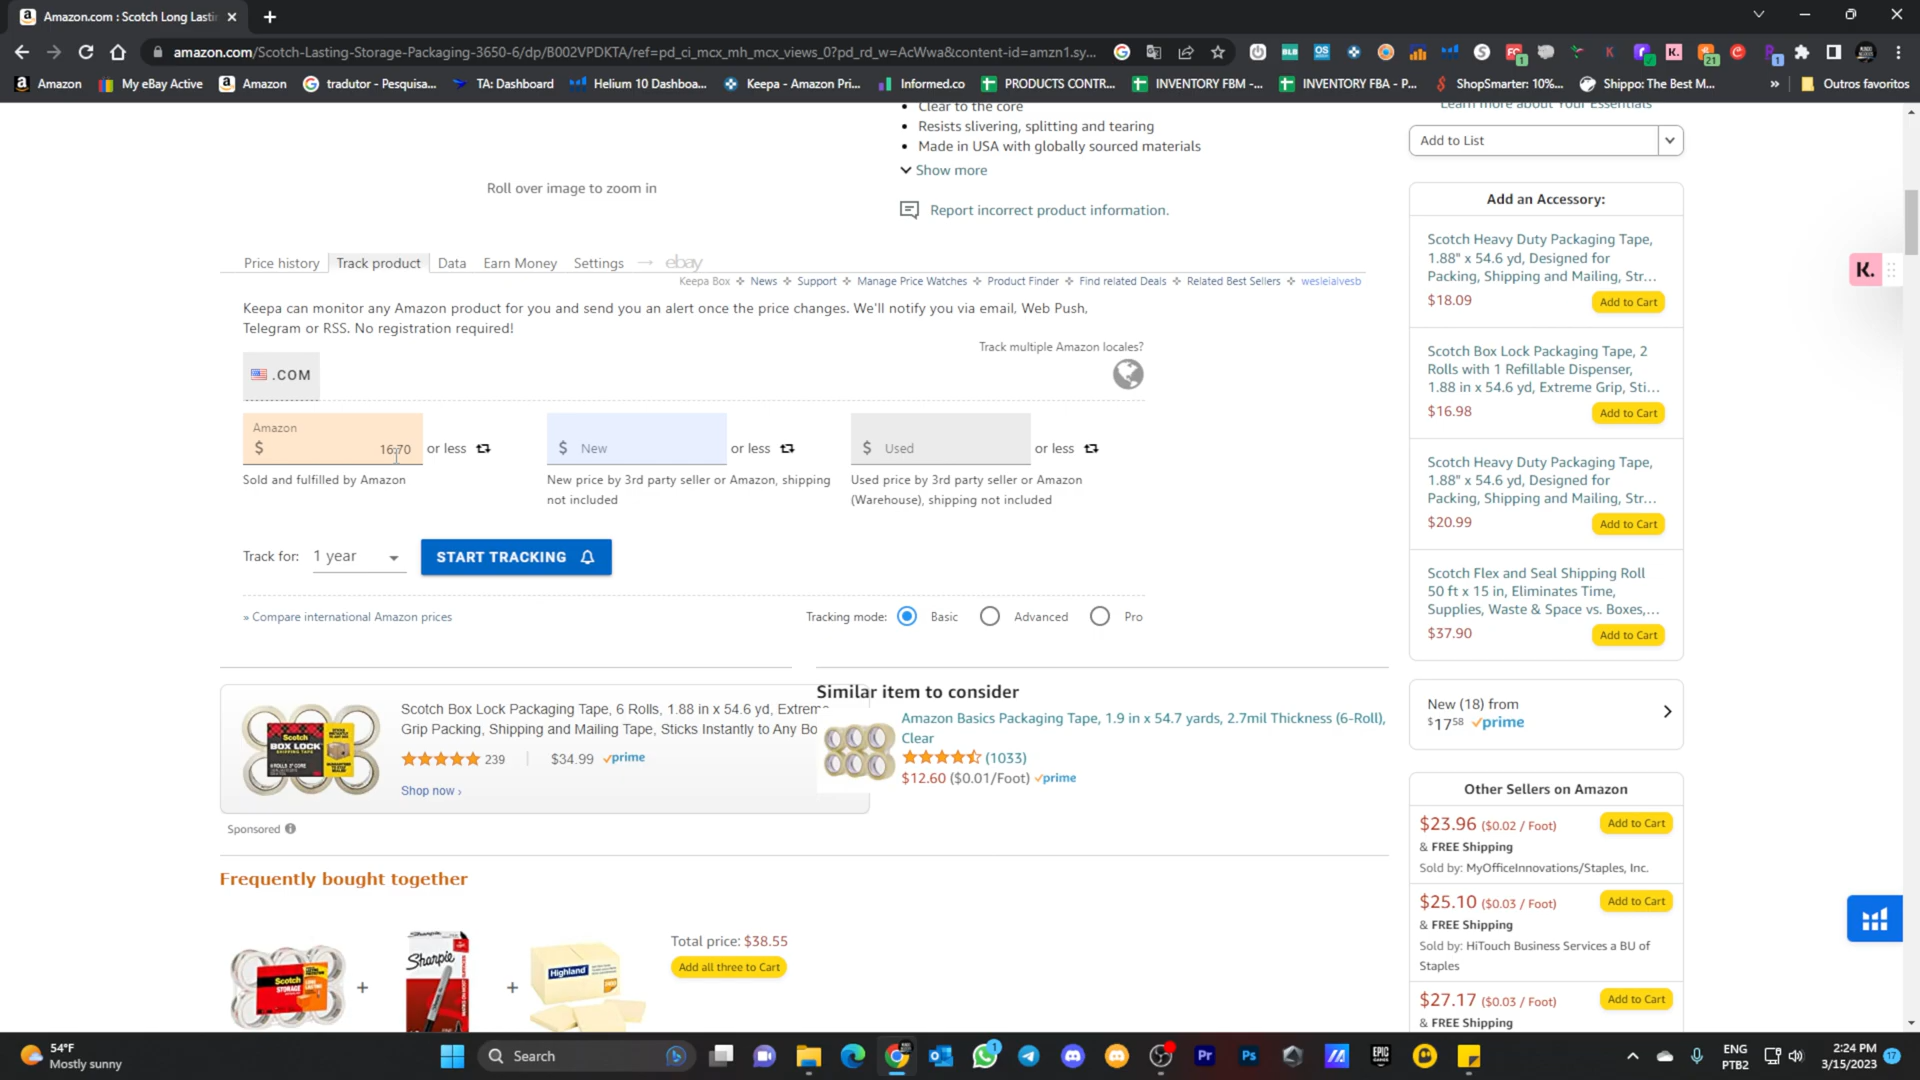 Amazon.com : Scotch Long Lasti
amazon.com/Scotch-Lasting-Storage-Packaging-3650-6/dp/B002VPDKTA/ref=pd_ci_mcx_mh_mcx_views_0?pd_rd_w=AcWwa&content-id=amzn1.sy...
Amazon
My eBay Active
Amazon
tradutor - Pesquisa...
TA: Dashboard
Helium 10 Dashboa...
Keepa - Amazon Pri...
Informed.co
PRODUCTS CONTR...
INVENTORY FBM -...
INVENTORY FBA - P...
ShopSmarter: 10%...
Shippo: The Best M...
Outros favoritos
Clear to the core
Resists slivering, splitting and tearing
Made in USA with globally sourced materials
Show more
Report incorrect product information.
Roll over image to zoom in
Learn more about Your Essentials
Add to List
Price history
Track product
Data
Earn Money
Settings
ebay
Keepa Box
News
Support
Manage Price Watches
Product Finder
Find related Deals
Related Best Sellers
weslelalvesb
Keepa can monitor any Amazon product for you and send you an alert once the price changes. We'll notify you via email, Web Push,
Telegram or RSS. No registration required!
Track multiple Amazon locales?
.COM
Amazon
$ 16.70 or less
$ New or less
$ Used or less
Sold and fulfilled by Amazon
New price by 3rd party seller or Amazon, shipping
not included
Used price by 3rd party seller or Amazon
(Warehouse), shipping not included
Track for: 1 year
START TRACKING
» Compare international Amazon prices
Tracking mode: Basic Advanced Pro
Scotch Box Lock Packaging Tape, 6 Rolls, 1.88 in x 54.6 yd, Extreme
Grip Packing, Shipping and Mailing Tape, Sticks Instantly to Any Bo
239
$34.99 prime
Shop now ›
Sponsored
Similar item to consider
Amazon Basics Packaging Tape, 1.9 in x 54.7 yards, 2.7mil Thickness (6-Roll),
Clear
(1033)
$12.60 ($0.01/Foot) prime
Frequently bought together
Total price: $38.55
Add all three to Cart
Scotch
BOX LOCK
Scotch
STORAGE
Sharpie
Highland
Add an Accessory:
Scotch Heavy Duty Packaging Tape,
1.88" x 54.6 yd, Designed for
Packing, Shipping and Mailing, Str...
$18.09
Add to Cart
Scotch Box Lock Packaging Tape, 2
Rolls with 1 Refillable Dispenser,
1.88 in x 54.6 yd, Extreme Grip, Sti...
$16.98
Add to Cart
Scotch Heavy Duty Packaging Tape,
1.88" x 54.6 yd, Designed for
Packing, Shipping and Mailing, Str...
$20.99
Add to Cart
Scotch Flex and Seal Shipping Roll
50 ft x 15 in, Eliminates Time,
Supplies, Waste & Space vs. Boxes,...
$37.90
Add to Cart
New (18) from
$17.58 prime
Other Sellers on Amazon
$23.96 ($0.02 / Foot)
Add to Cart
& FREE Shipping
Sold by: MyOfficeInnovations/Staples, Inc.
$25.10 ($0.03 / Foot)
Add to Cart
& FREE Shipping
Sold by: HiTouch Business Services a BU of
Staples
$27.17 ($0.03 / Foot)
Add to Cart
& FREE Shipping
K.
54°F
Mostly sunny
Search
ENG
PTB2
2:24 PM
3/15/2023
17